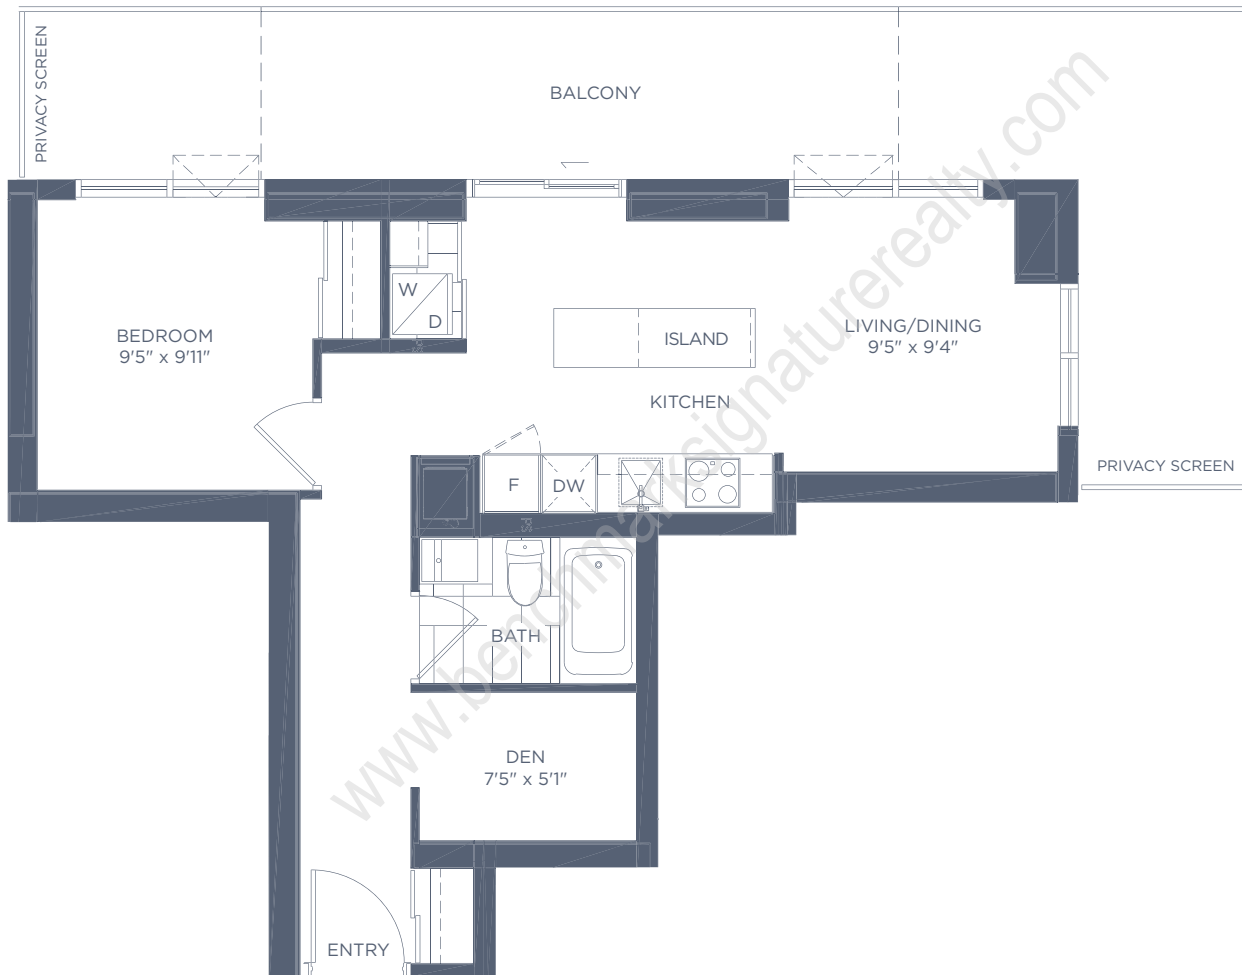 PRIVACY SCREEN
BALCONY
BEDROOM
9'5" x 9'11"
W
D
ISLAND
LIVING/DINING
9'5" x 9'4"
KITCHEN
PRIVACY SCREEN
F
DW
BATH
DEN
7'5" x 5'1"
ENTRY
www.benchmarksignaturerealty.com